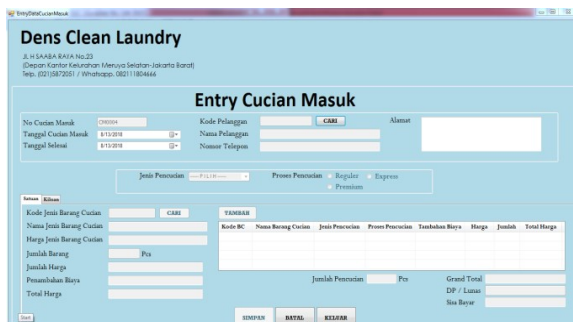 EntryDataCucianMasuk
Dens Clean Laundry
JL H SAABA RAYA No.23
(Depan Kantor Kelurahan Meruya Selatan-Jakarta Barat)
Telp. (021)5872051 / Whatsapp. 082111804666
Entry Cucian Masuk
No Cucian Masuk CM0004
Tanggal Cucian Masuk 8/13/2018
Tanggal Selesai 8/13/2018
Kode Pelanggan CARI
Nama Pelanggan
Nomor Telepon
Alamat
Jenis Pencucian ----PILIH----
Proses Pencucian Reguler Express
Premium
Satuan Kiloan
Kode Jenis Barang Cucian CARI
Nama Jenis Barang Cucian
Harga Jenis Barang Cucian
Jumlah Barang Pcs
Jumlah Harga
Penambahan Biaya
Total Harga
TAMBAH
Kode BC Nama Barang Cucian Jenis Pencucian Proses Pencucian Tambahan Biaya Harga Jumlah Total Harga
Jumlah Pencucian Pcs
Grand Total
DP / Lunas
Sisa Bayar
SIMPAN BATAL KELUAR
Start